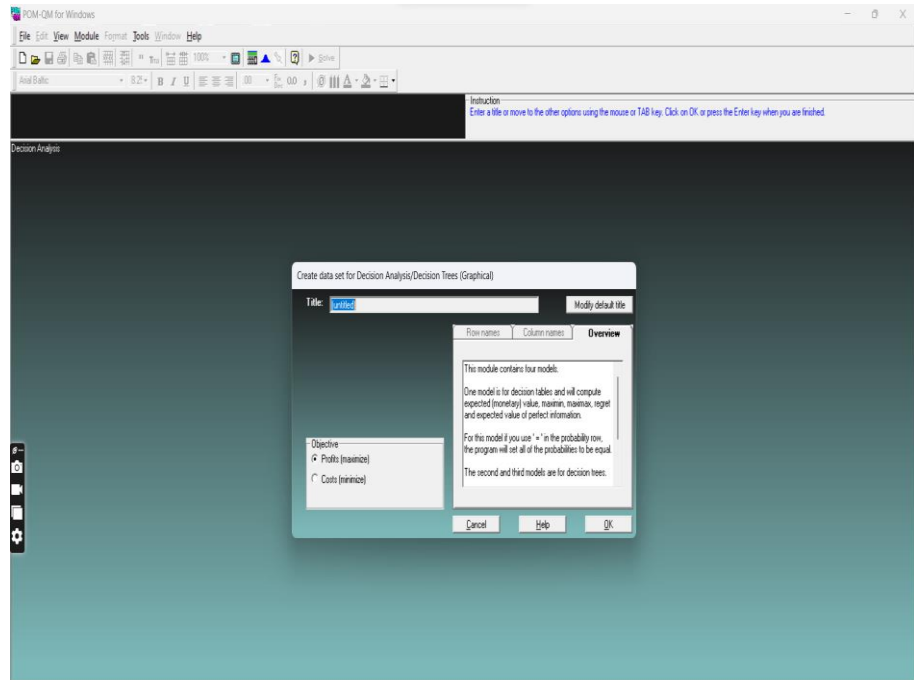 POM-QM for Windows
File Edit View Module Format Tools Window Help
100% Solve
Arial Baltic 8.25 B I U .00 0.0 , A
Instruction
Enter a title or move to the other options using the mouse or TAB key. Click on OK or press the Enter key when you are finished.
Decision Analysis
Create data set for Decision Analysis/Decision Trees (Graphical)
Title: (untitled) Modify default title
Row names Column names Overview
This module contains four models.
One model is for decision tables and will compute
expected (monetary) value, maximin, maximax, regret
and expected value of perfect information.
For this model if you use '=' in the probability row,
the program will set all of the probabilities to be equal.
The second and third models are for decision trees.
Objective
Profits (maximize)
Costs (minimize)
Cancel Help OK